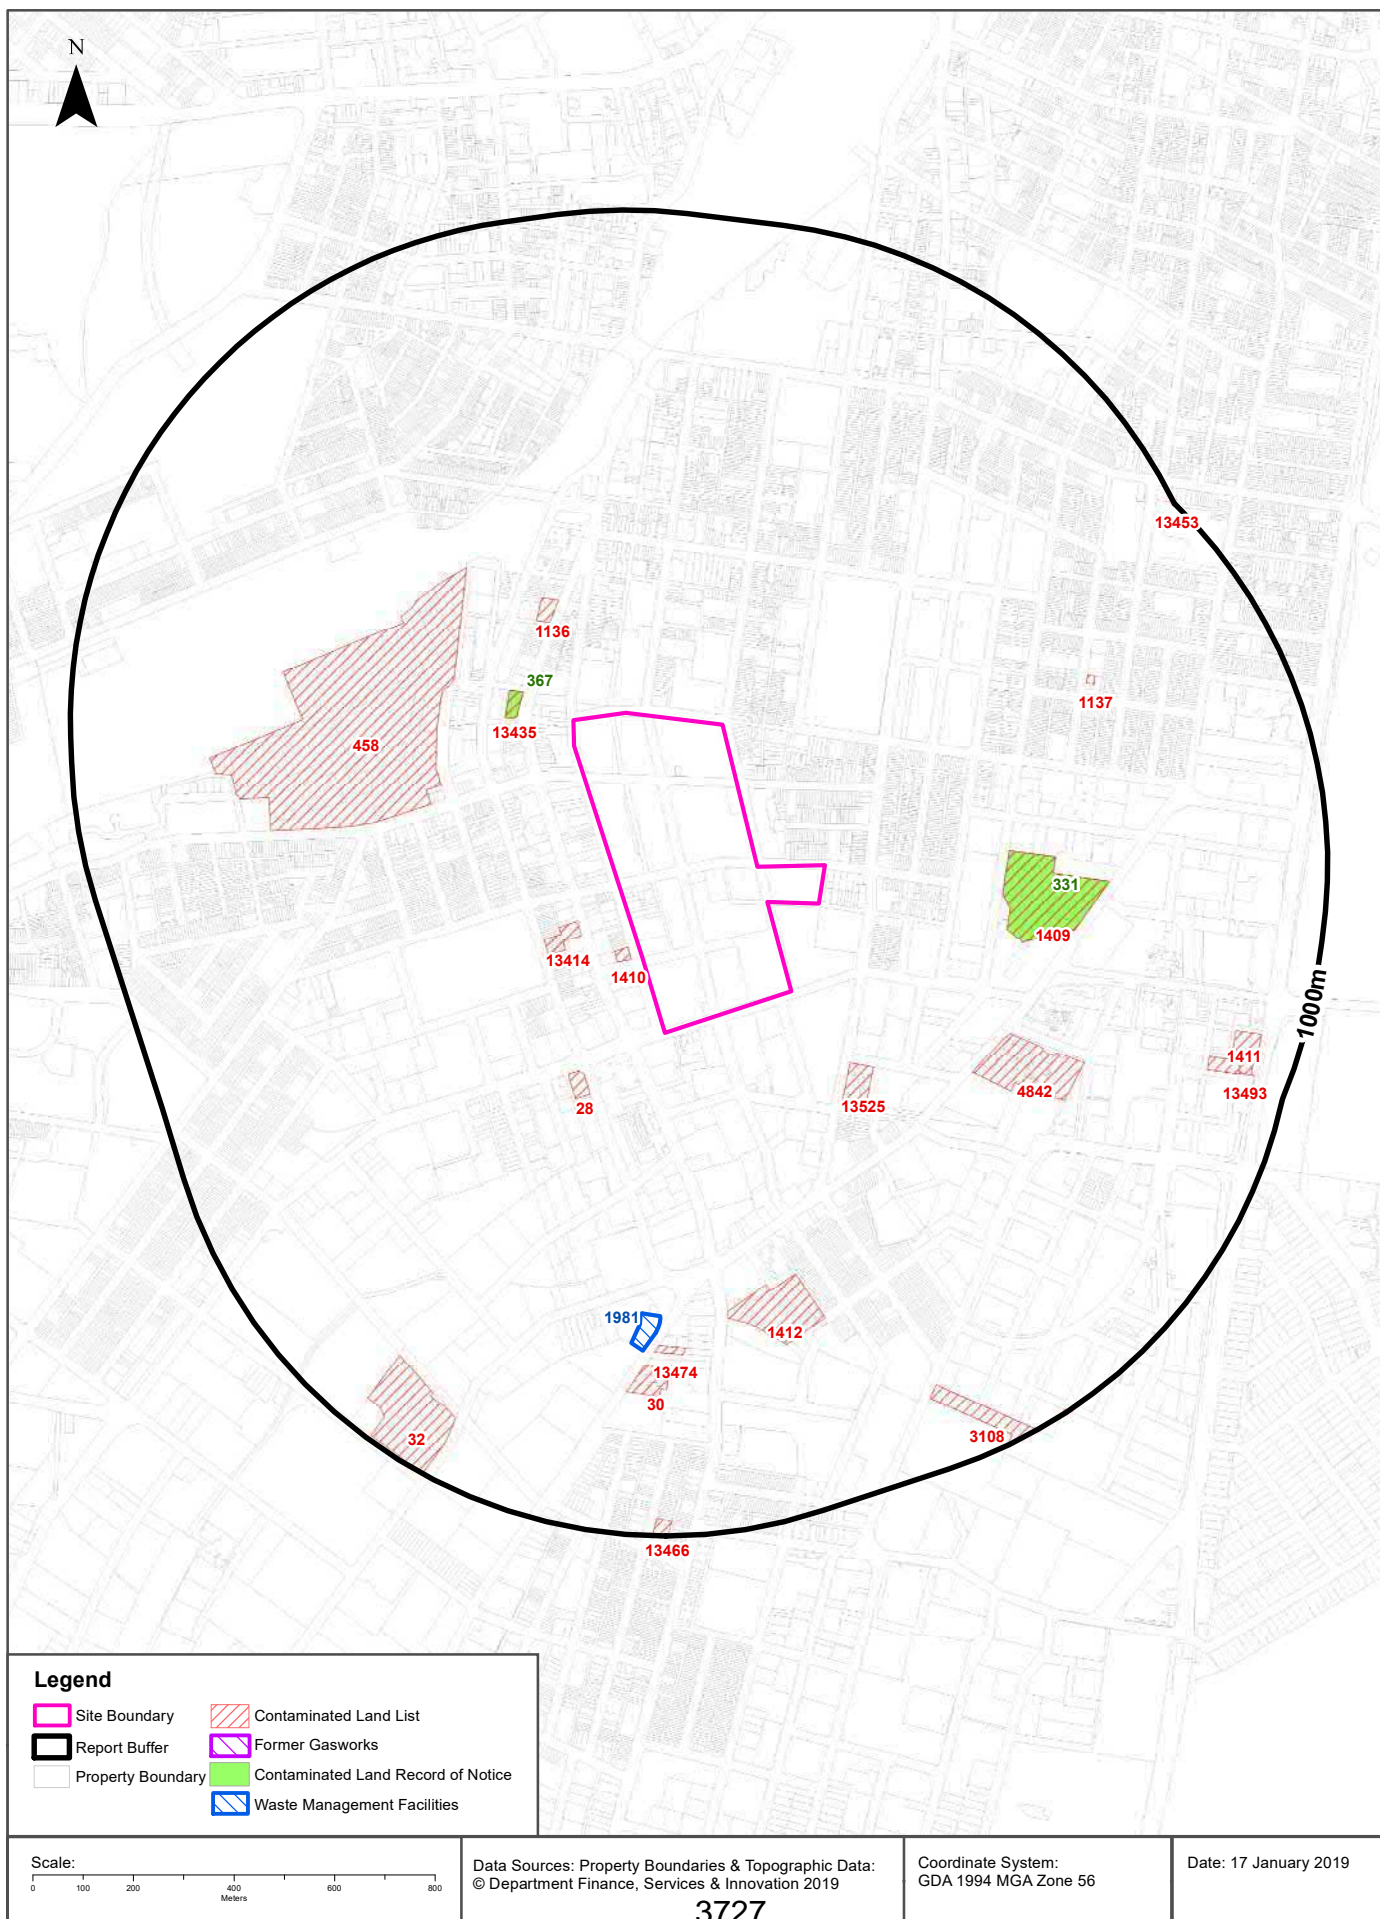 N
13453
1136
367
1137
13435
458
331
1409
13414
1410
1000m
1411
4842
13493
13525
28
1981
1412
13474
30
3108
32
13466
Legend
Site Boundary
Contaminated Land List
Report Buffer
Former Gasworks
Property Boundary
Contaminated Land Record of Notice
Waste Management Facilities
Scale:
0 100 200 400 600 800
Meters
Data Sources: Property Boundaries & Topographic Data:
© Department Finance, Services & Innovation 2019
3727
Coordinate System:
GDA 1994 MGA Zone 56
Date: 17 January 2019